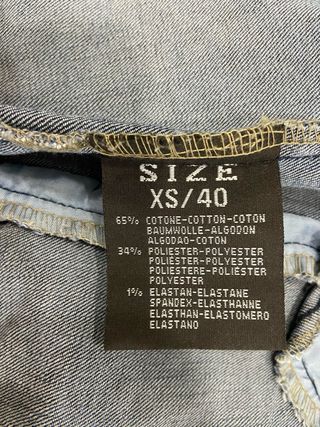 SIZE
XS/40
65% COTONE-COTTON-COTON
BAUMWOLLE-ALGODON
ALGODAO-COTON
34% POLIESTER-POLYESTER
POLIÉSTER-POLYESTER
POLIESTERE-POLIESTER
POLYESTER
1% ELASTAN-ELASTANE
SPANDEX-ELASTHANNE
ELASTHAN-ELASTOMERO
ELASTANO